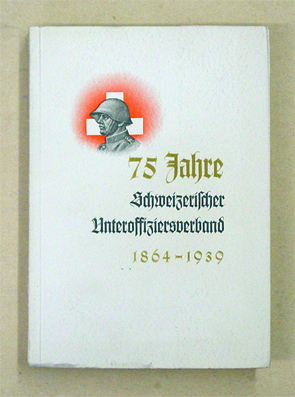 75 Jahre
Schweizerischer
Unteroffiziersverband
1864-1939